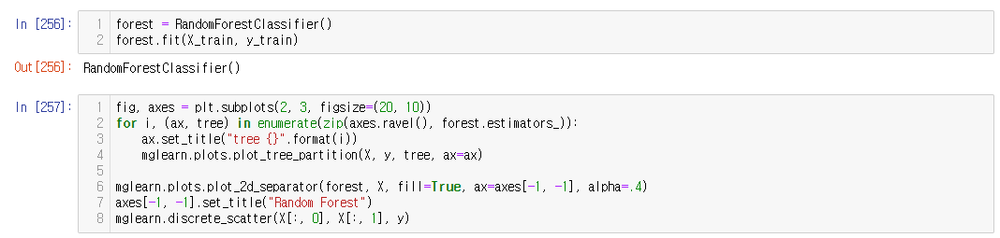 In [256]:
1 forest = RandomForestClassifier()
2 forest.fit(X_train, y_train)
Out[256]: RandomForestClassifier()
In [257]:
1 fig, axes = plt.subplots(2, 3, figsize=(20, 10))
2 for i, (ax, tree) in enumerate(zip(axes.ravel(), forest.estimators_)):
3     ax.set_title("tree {}".format(i))
4     mglearn.plots.plot_tree_partition(X, y, tree, ax=ax)
5
6 mglearn.plots.plot_2d_separator(forest, X, fill=True, ax=axes[-1, -1], alpha=.4)
7 axes[-1, -1].set_title("Random Forest")
8 mglearn.discrete_scatter(X[:, 0], X[:, 1], y)